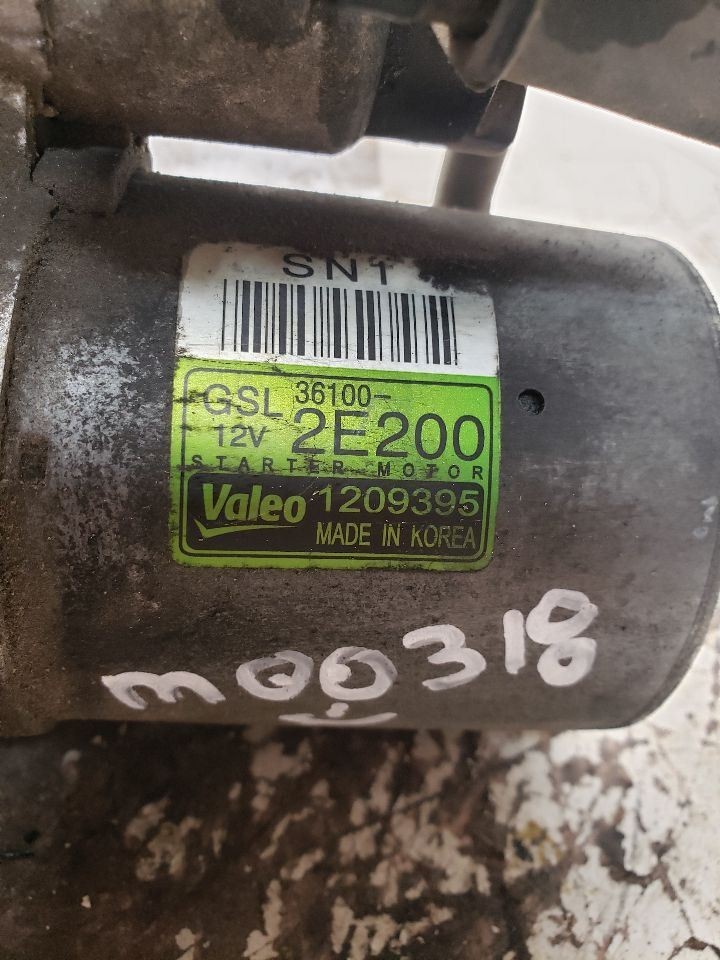 SN1
GSL 36100-
12V 2E200
STARTER MOTOR
Valeo 1209395
MADE IN KOREA
m00318